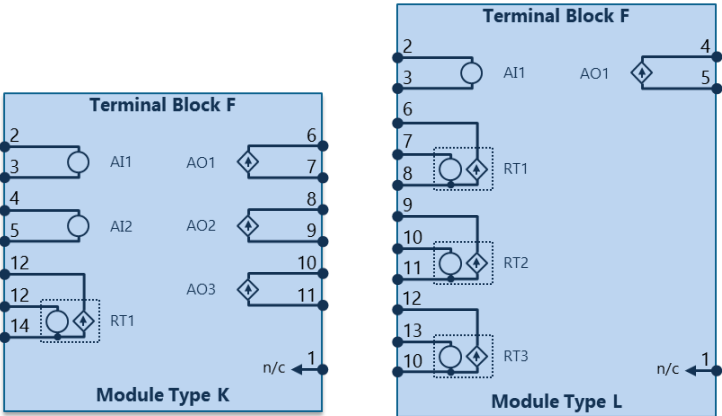 Terminal Block F
2
3
AI1
4
5
AI2
12
12
14
RT1
6
7
AO1
8
9
AO2
10
11
AO3
n/c
1
Module Type K
Terminal Block F
2
3
AI1
4
5
AO1
6
7
8
RT1
9
10
11
RT2
12
13
10
RT3
n/c
1
Module Type L